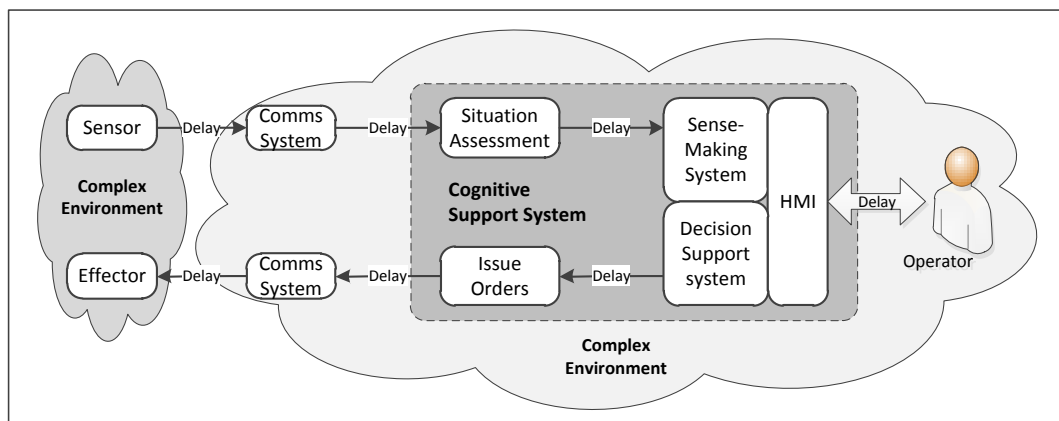 Sensor
Delay
Comms
System
Delay
Situation
Assessment
Delay
Sense-
Making
System
Complex
Environment
Cognitive
Support System
HMI
Delay
Operator
Effector
Delay
Comms
System
Delay
Issue
Orders
Delay
Decision
Support
system
Complex
Environment